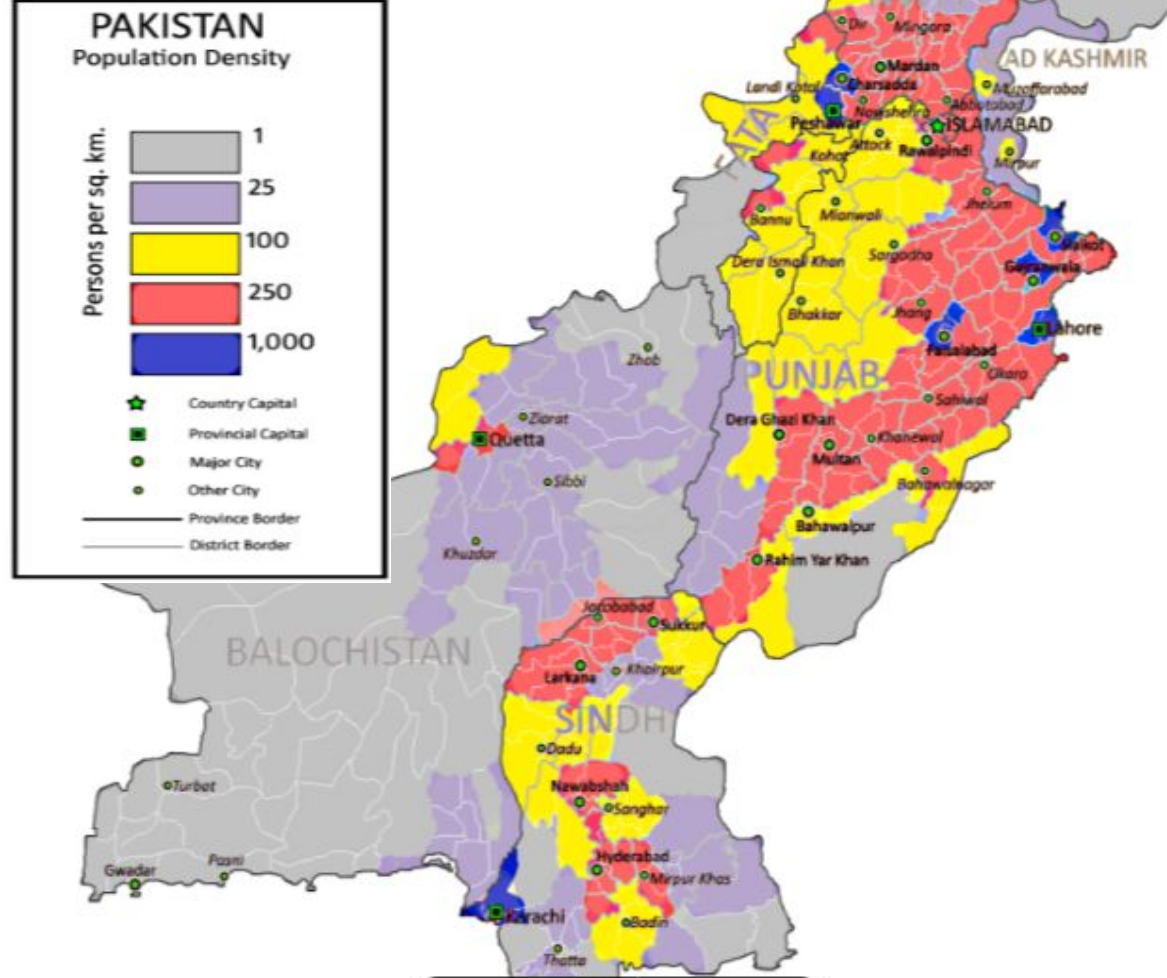 PAKISTAN
Population Density
Persons per sq. km.
1
25
100
250
1,000
Country Capital
Provincial Capital
Major City
Other City
Province Border
District Border
Dir
Mingora
AD KASHMIR
Mardan
Charsadda
Landi Kotal
Muzaffarabad
Abbotabad
Nowshehra
Peshawar
ISLAMABAD
ATA
Attock
Rawalpindi
Kohat
Mirpur
Jhelum
Bannu
Mianwali
Sialkot
Sargodha
Dera Ismail Khan
Gujranwala
Bhakkar
Jhang
Lahore
Faisalabad
Zhob
PUNJAB
Okara
Sahiwal
Ziarat
Dera Ghazi Khan
Quetta
Khanewal
Multan
Sibbi
Bahawalnagar
Bahawalpur
Khuzdar
Rahim Yar Khan
Jacobabad
Sukkur
BALOCHISTAN
Khairpur
Larkana
SINDH
Dadu
Turbat
Nawabshah
Sanghar
Hyderabad
Pasni
Gwadar
Mirpur Khas
Karachi
Badin
Thatta